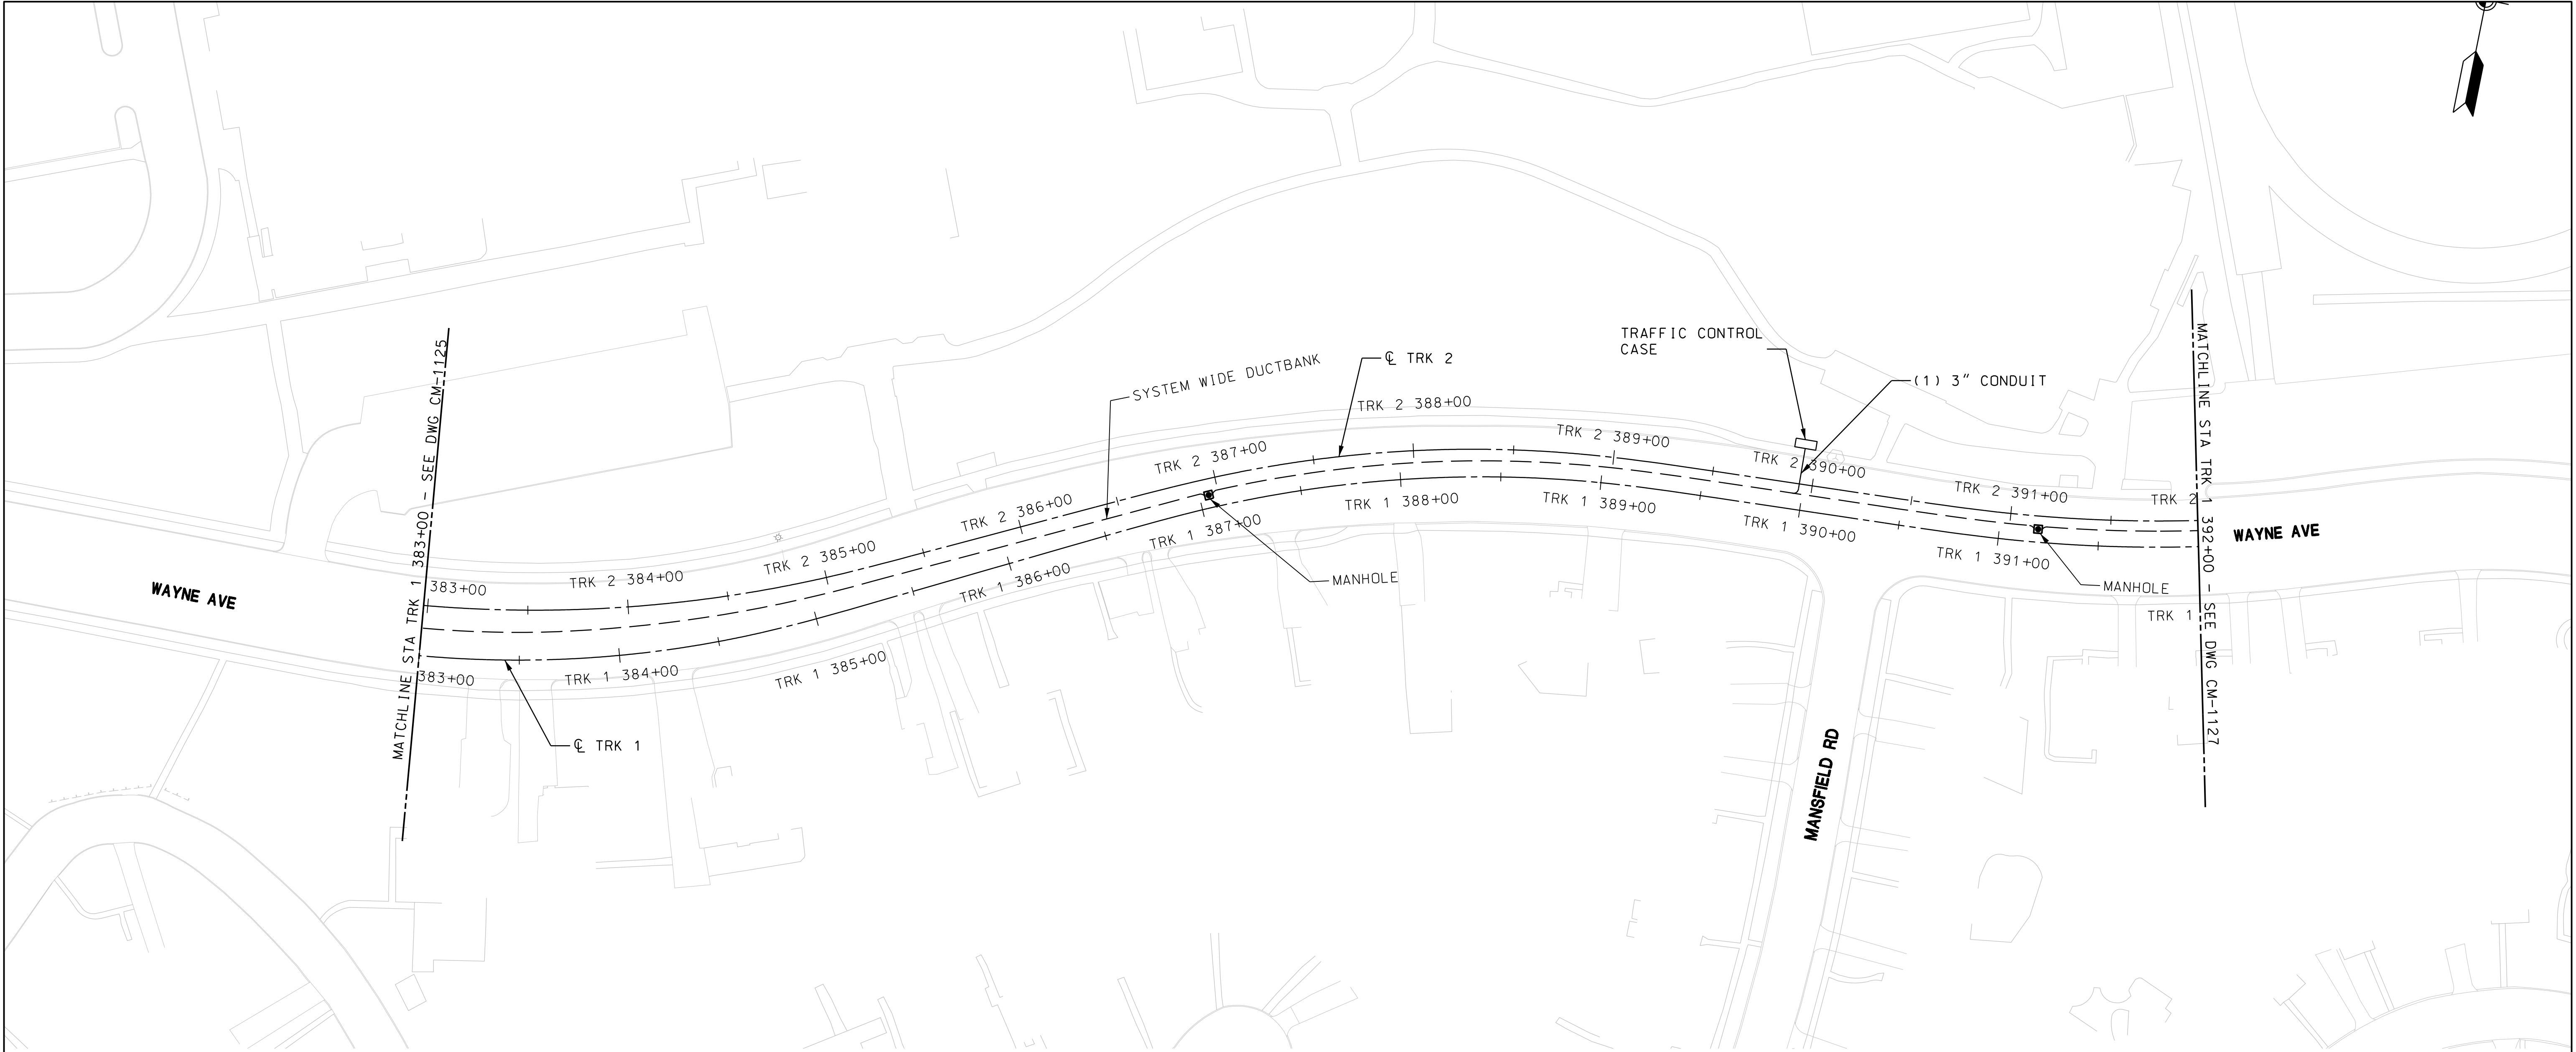 TRAFFIC CONTROL
CASE
℄ TRK 2
SYSTEM WIDE DUCTBANK
(1) 3" CONDUIT
TRK 2 388+00
TRK 2 389+00
TRK 2 387+00
TRK 2 390+00
TRK 2 391+00
TRK 2
TRK 2 386+00
TRK 2 385+00
TRK 2 384+00
383+00
MATCHLINE STA TRK 1 383+00 - SEE DWG CM-1125
MATCHLINE STA TRK 1 392+00 - SEE DWG CM-1127
WAYNE AVE
WAYNE AVE
TRK 1 388+00
TRK 1 389+00
TRK 1 387+00
TRK 1 390+00
TRK 1 391+00
TRK 1
TRK 1 386+00
TRK 1 385+00
TRK 1 384+00
383+00
MANHOLE
MANHOLE
℄ TRK 1
MANSFIELD RD